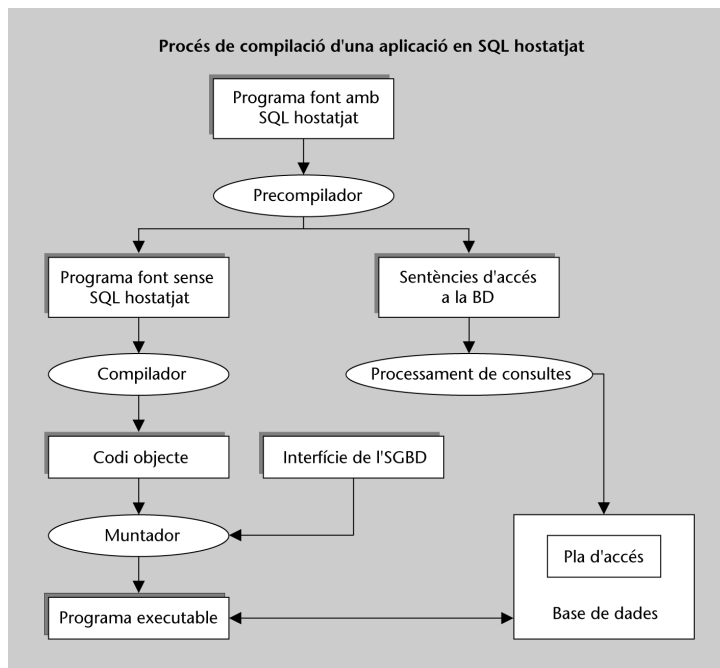 Procés de compilació d'una aplicació en SQL hostatjat
Programa font amb
SQL hostatjat
Precompilador
Programa font sense
SQL hostatjat
Sentències d'accés
a la BD
Compilador
Processament de consultes
Codi objecte
Interfície de l'SGBD
Muntador
Pla d'accés
Programa executable
Base de dades